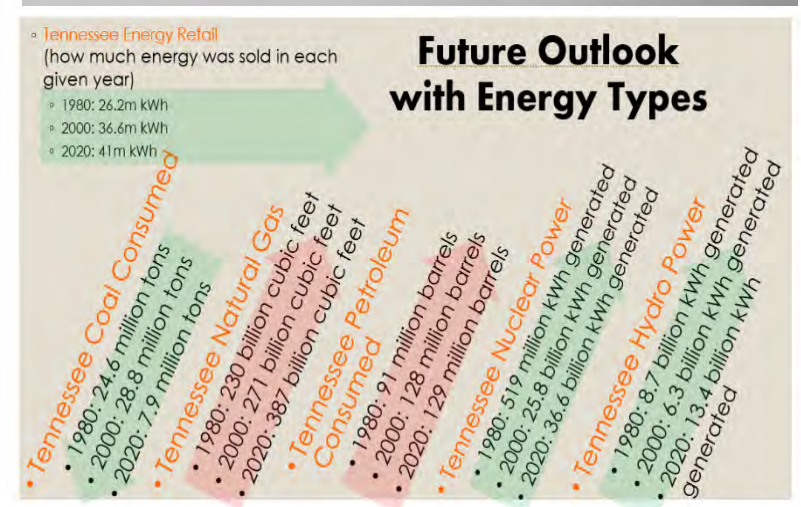 Tennessee Energy Retail
(how much energy was sold in each
given year)
1980: 26.2m kWh
2000: 36.6m kWh
2020: 41m kWh
Future Outlook
with Energy Types
Tennessee Coal Consumed
1980: 24.6 million tons
2000: 28.8 million tons
2020: 7.9 million tons
Tennessee Natural Gas
1980: 230 billion cubic feet
2000: 271 billion cubic feet
2020: 387 billion cubic feet
Tennessee Petroleum
Consumed
1980: 91 million barrels
2000: 128 million barrels
2020: 129 million barrels
Tennessee Nuclear Power
1980: 519 million kWh generated
2000: 25.8 billion kWh generated
2020: 36.6 billion kWh generated
Tennessee Hydro Power
1980: 8.7 billion kWh generated
2000: 6.3 billion kWh generated
2020: 13.4 billion kWh
generated